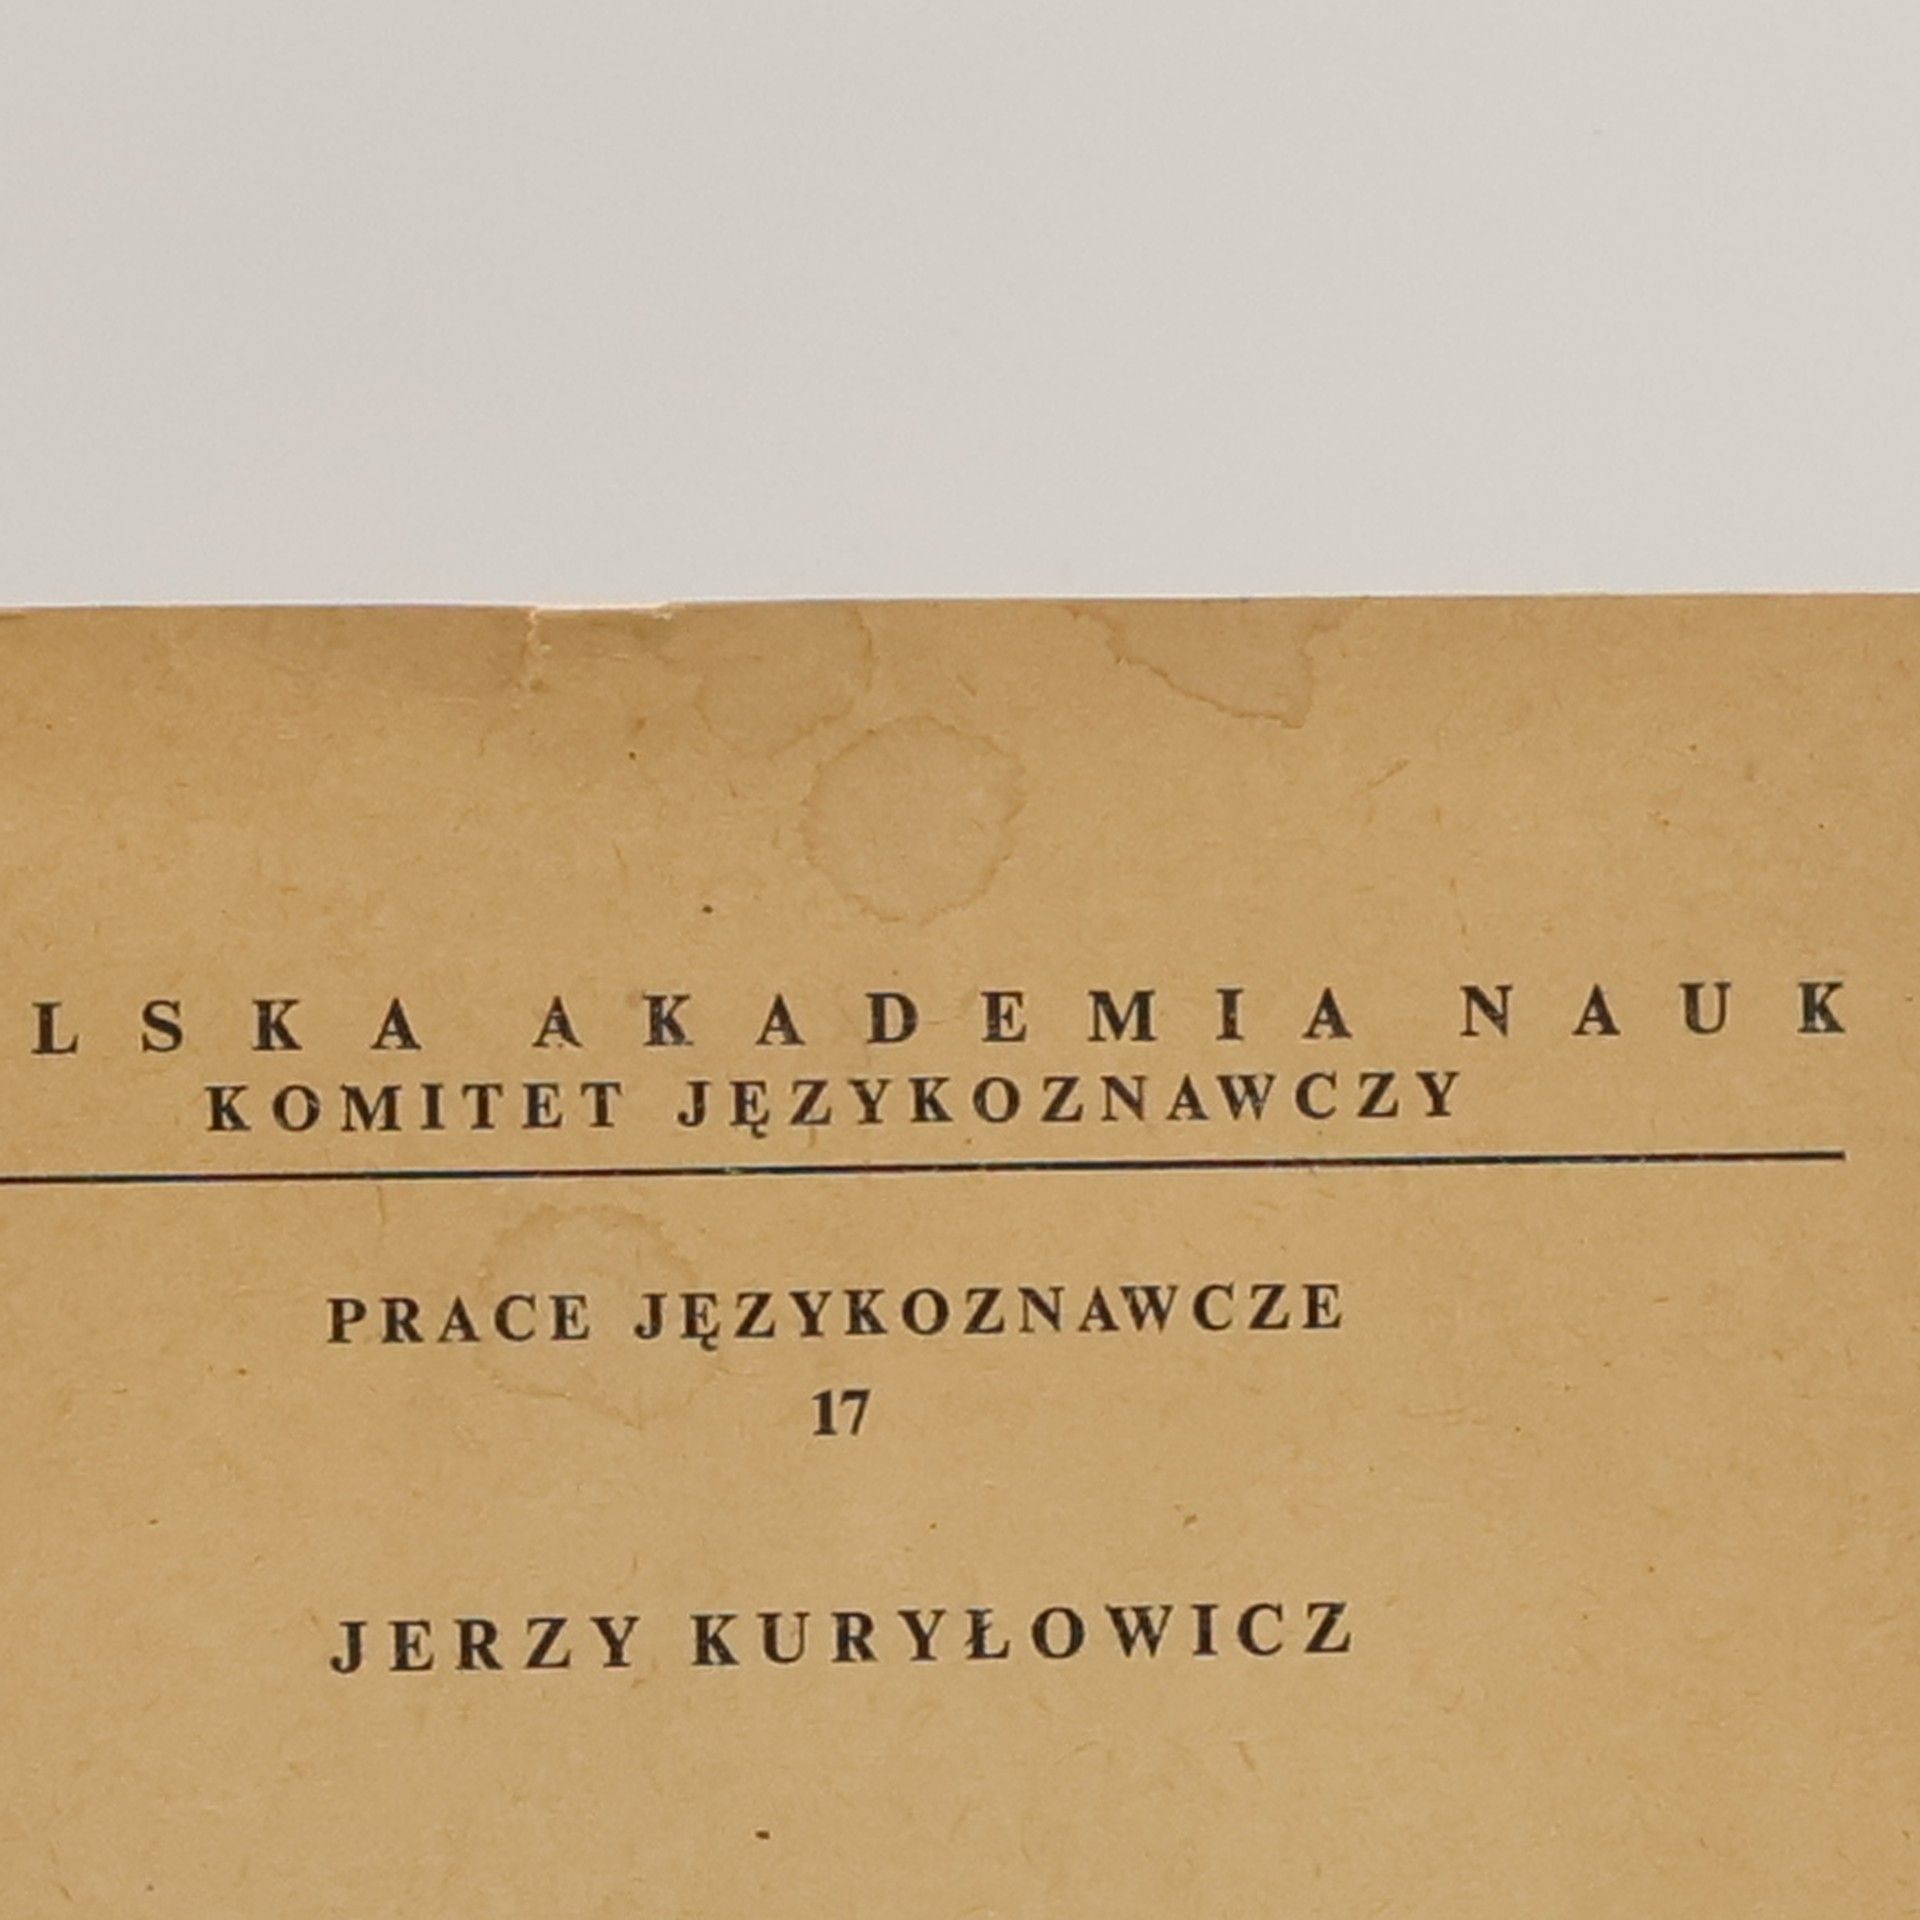 LSKA AKADEMIA NAUK
KOMITET JĘZYKOZNAWCZY
PRACE JĘZYKOZNAWCZE
17
JERZY KURYŁOWICZ